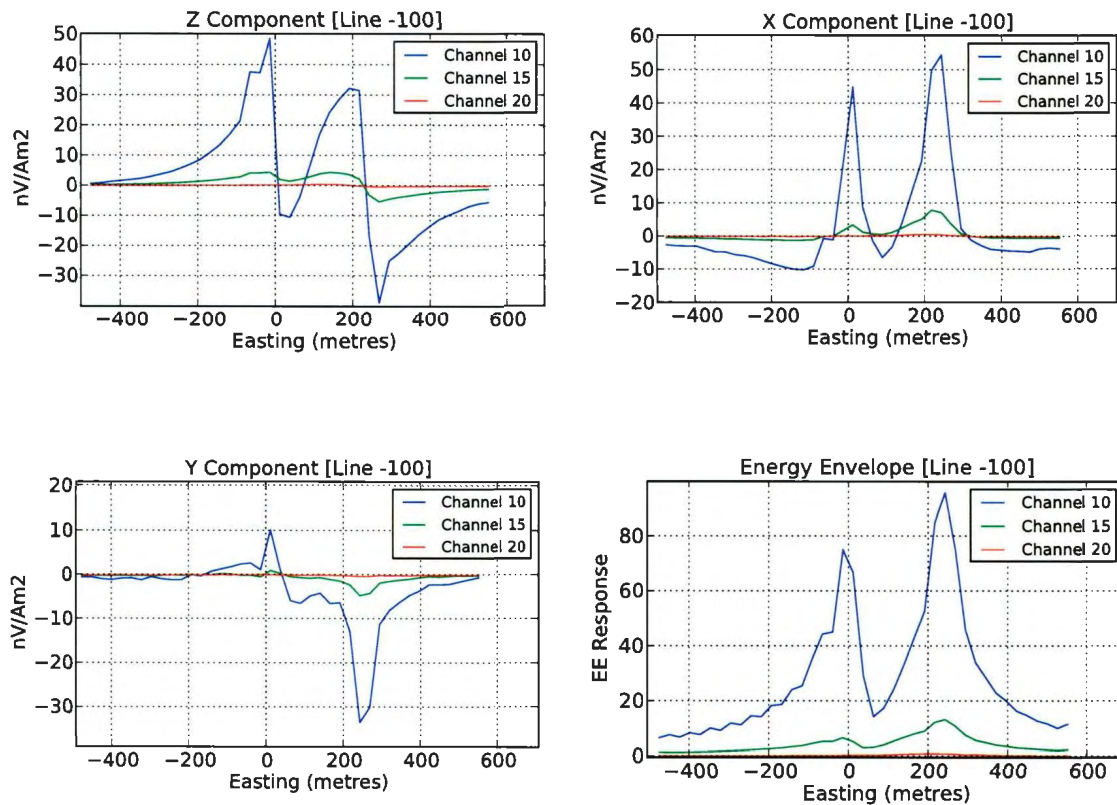 Z Component [Line -100]
50
40
30
20
10
0
−10
−20
−30
nV/Am2
Channel 10
Channel 15
Channel 20
−400
−200
0
200
400
600
Easting (metres)
X Component [Line -100]
60
50
40
30
20
10
0
−10
−20
nV/Am2
Channel 10
Channel 15
Channel 20
−400
−200
0
200
400
600
Easting (metres)
Y Component [Line -100]
20
10
0
−10
−20
−30
nV/Am2
Channel 10
Channel 15
Channel 20
−400
−200
0
200
400
600
Easting (metres)
Energy Envelope [Line -100]
80
60
40
20
0
EE Response
Channel 10
Channel 15
Channel 20
−400
−200
0
200
400
600
Easting (metres)